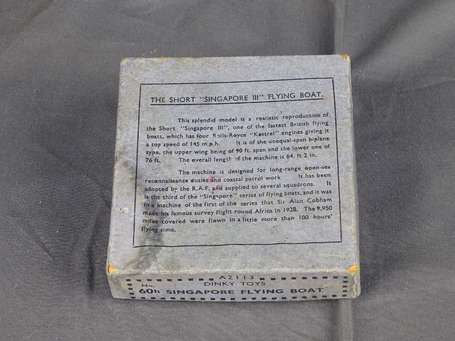 THE SHORT "SINGAPORE III" FLYING BOAT.
This splendid model is a realistic reproduction of
the Short "Singapore III", one of the fastest British flying
boats, which has four Rolls-Royce "Kestrel" engines giving it
a top speed of 145 m.p.h. It is of the unequal-span biplane
type, the upper wing being of 90 ft. span and the lower one of
76 ft. The overall length of the machine is 64 ft. 2 in.
The machine is designed for long-range open-sea
reconnaissance duties and coastal patrol work It has been
adopted by the R.A.F. and supplied to several squadrons. It
is the third of the "Singapore" series of flying boats, and it was
in a machine of the first of the series that Sir Alan Cobham
made his famous survey flight round Africa in 1928. The 9,950
miles covered were flown in a little more than 100 hours'
flying time.
A2113
No. DINKY TOYS
60h SINGAPORE FLYING BOAT